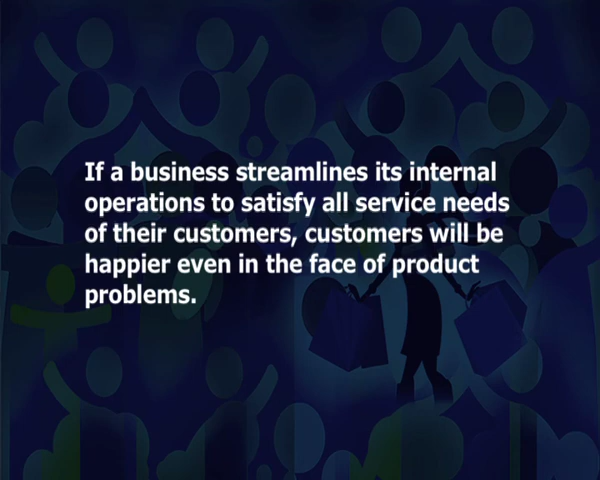 If a business streamlines its internal
operations to satisfy all service needs
of their customers, customers will be
happier even in the face of product
problems.